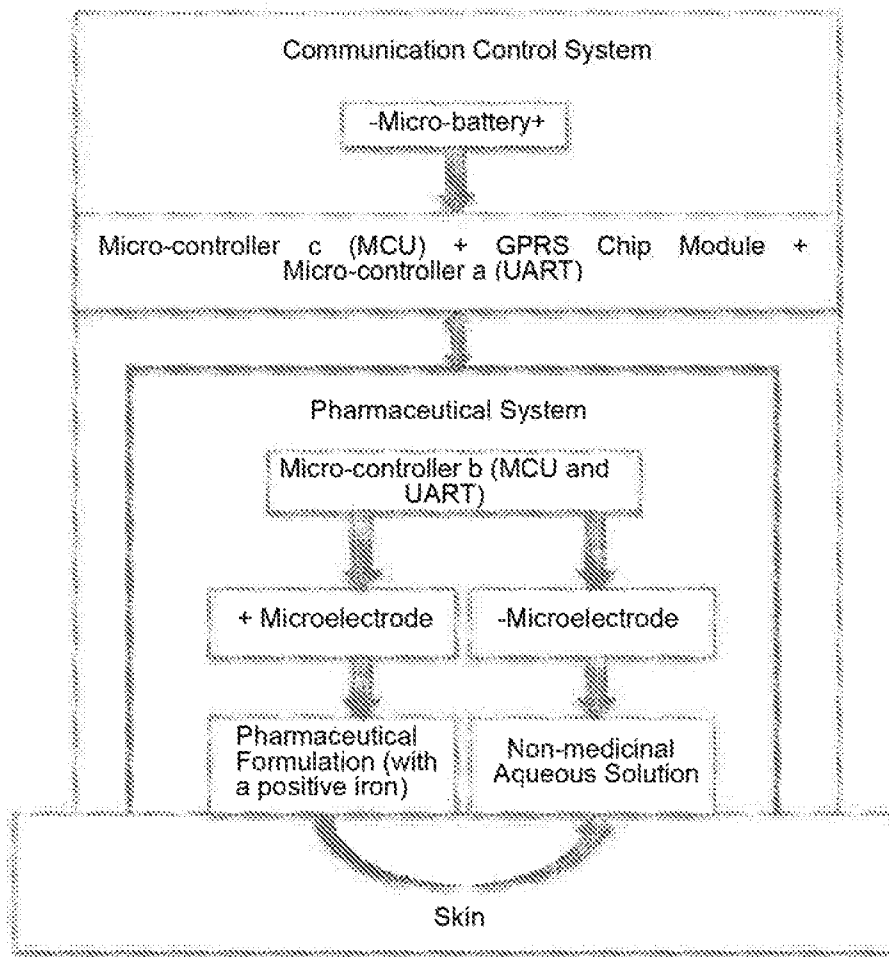 Communication Control System
-Micro-battery+
Micro-controller c (MCU) + GPRS Chip Module +
Micro-controller a (UART)
Pharmaceutical System
Micro-controller b (MCU and
UART)
+ Microelectrode
-Microelectrode
Pharmaceutical
Formulation (with
a positive iron)
Non-medicinal
Aqueous Solution
Skin